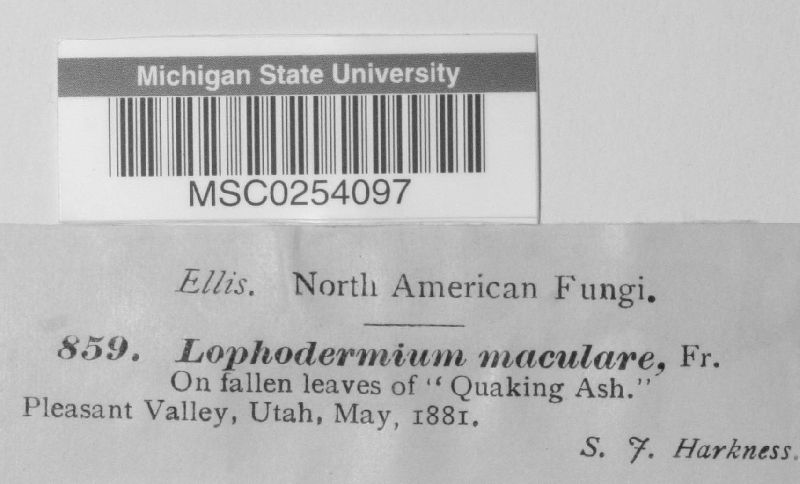 Michigan State University
MSC0254097
Ellis. North American Fungi.
859. Lophodermium maculare, Fr.
On fallen leaves of "Quaking Ash."
Pleasant Valley, Utah, May, 1881.
S. J. Harkness.